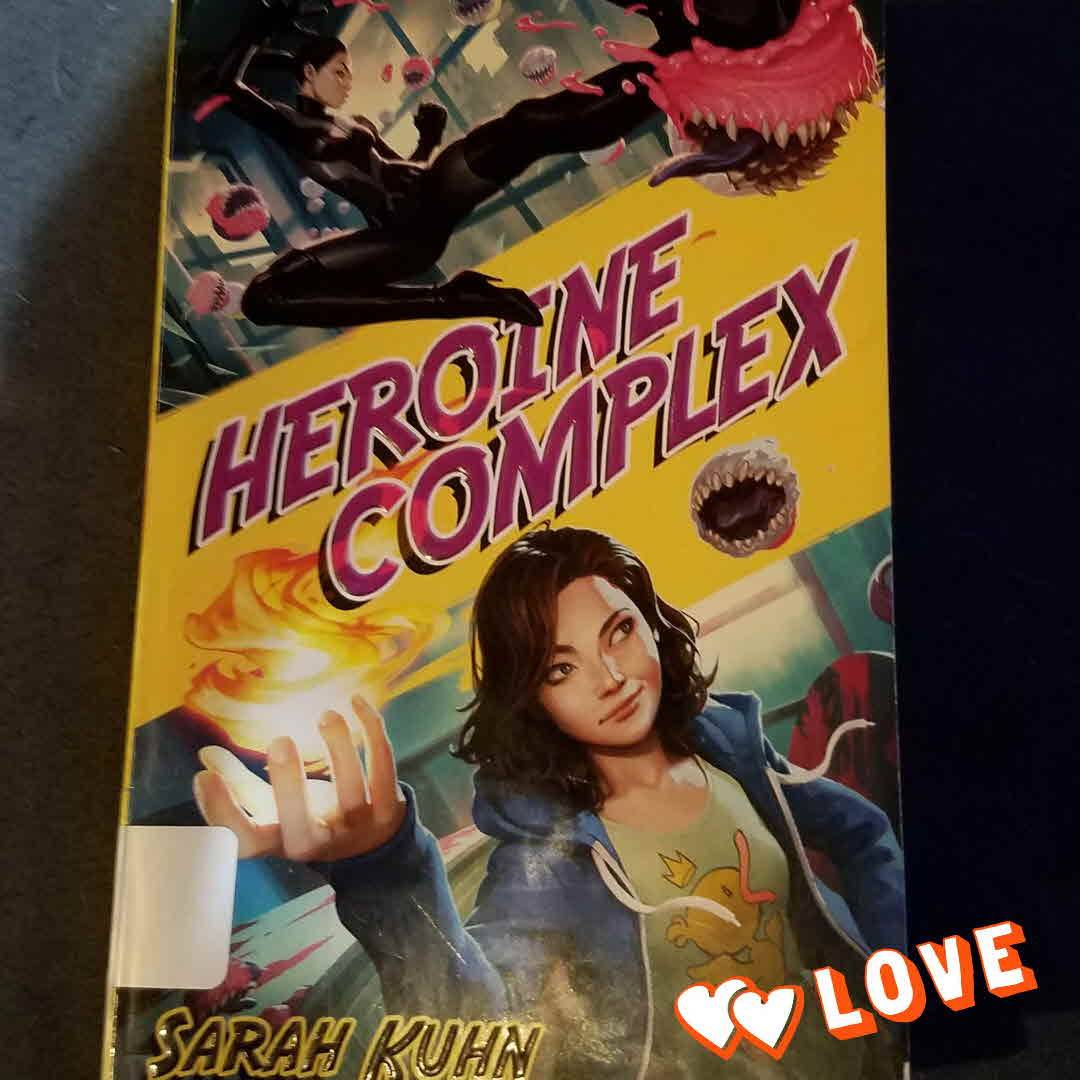 HEROINE
COMPLEX
SARAH KUHN
LOVE